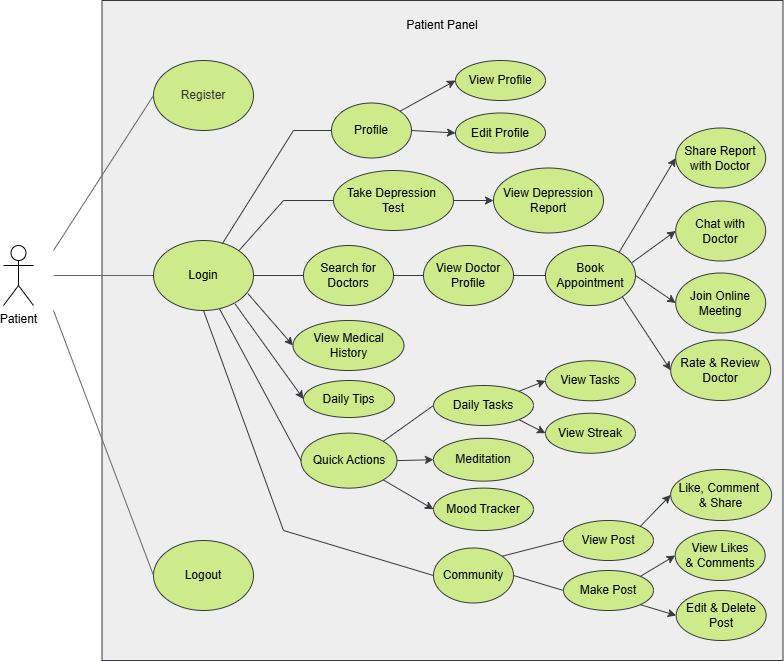 Patient Panel
Register
View Profile
Profile
Edit Profile
Share Report
with Doctor
Take Depression
Test
View Depression
Report
Chat with
Doctor
Patient
Login
Search for
Doctors
View Doctor
Profile
Book
Appointment
Join Online
Meeting
View Medical
History
Rate & Review
Doctor
Daily Tips
Daily Tasks
View Tasks
View Streak
Quick Actions
Meditation
Mood Tracker
Like, Comment
& Share
View Post
View Likes
& Comments
Logout
Community
Make Post
Edit & Delete
Post